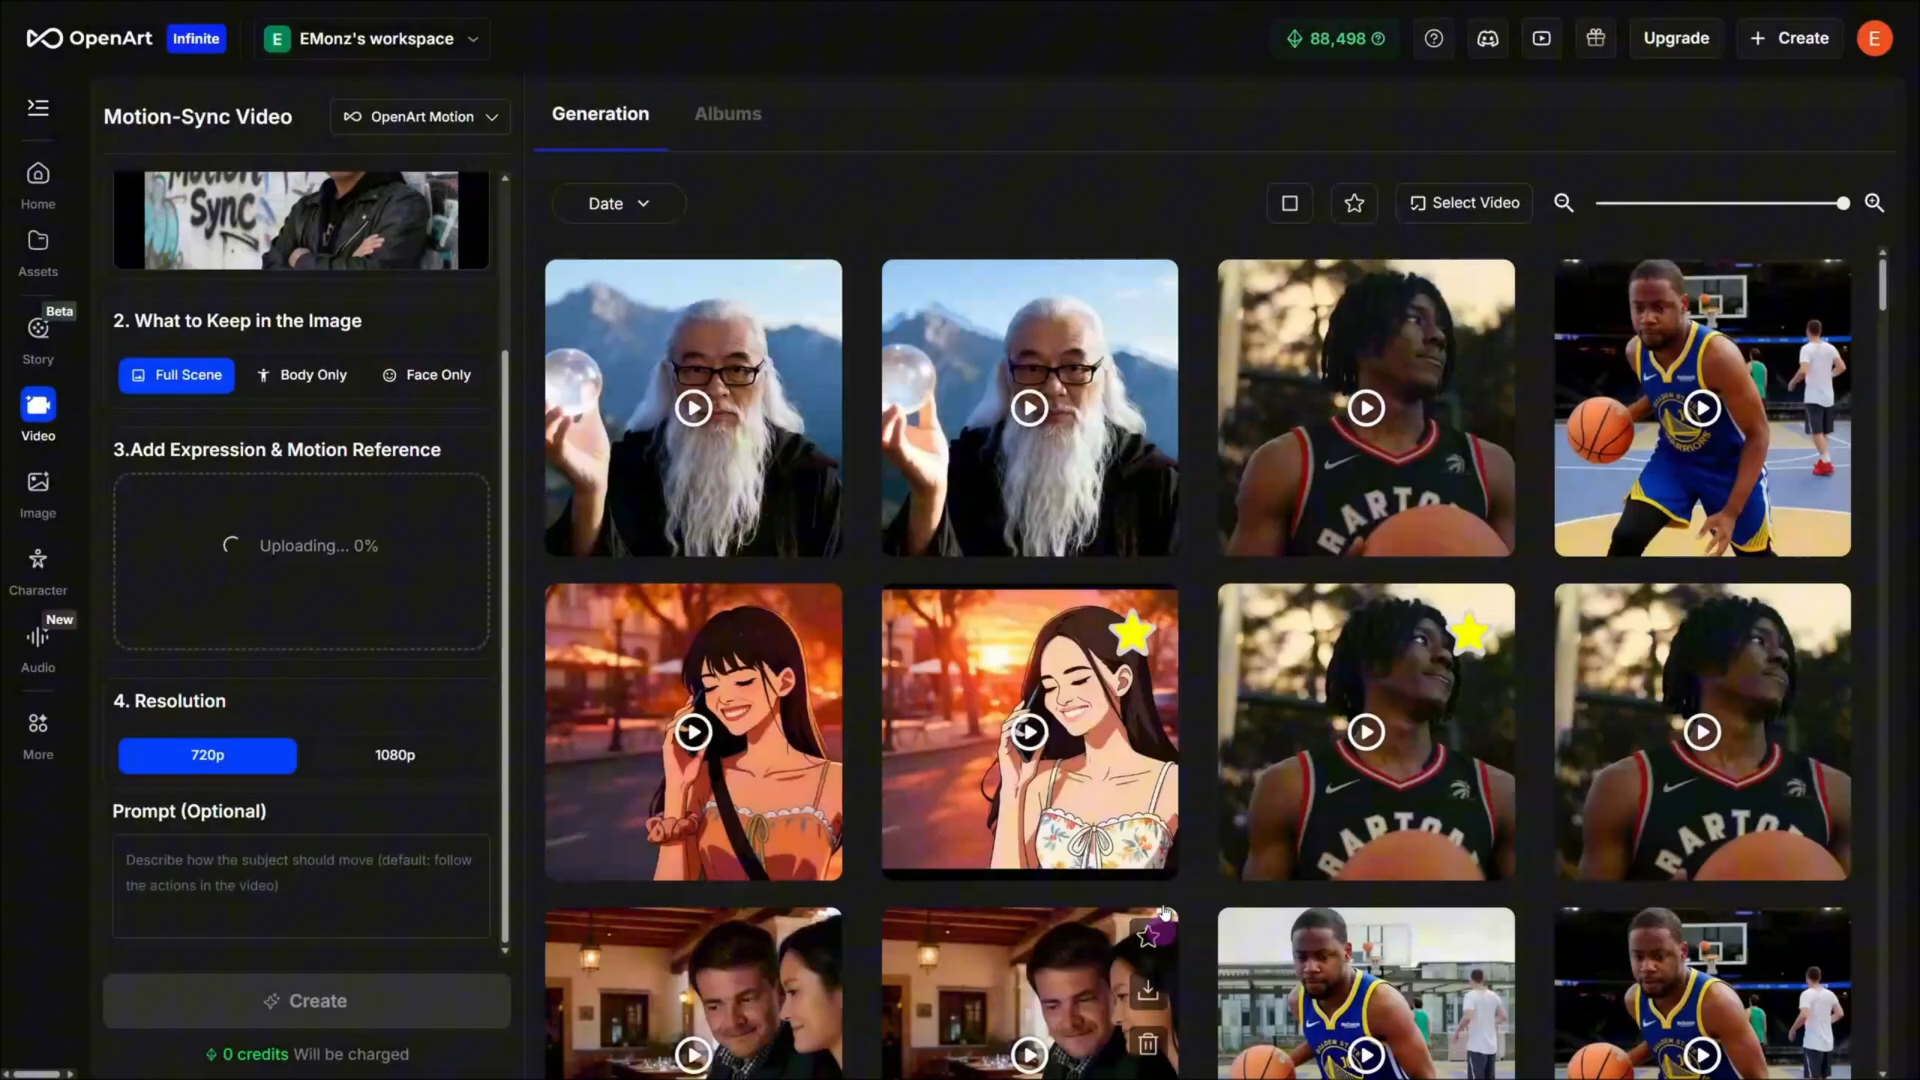 OpenArt
Infinite
E
EMonz's workspace
88,498
Upgrade
+ Create
E
Motion-Sync Video
OpenArt Motion
Generation
Albums
Home
Assets
Beta
Story
Video
Image
Character
New
Audio
More
Motion
Sync
2. What to Keep in the Image
Full Scene
Body Only
Face Only
3.Add Expression & Motion Reference
Uploading... 0%
4. Resolution
720p
1080p
Prompt (Optional)
Describe how the subject should move (default: follow
the actions in the video)
Create
0 credits Will be charged
Date
Select Video